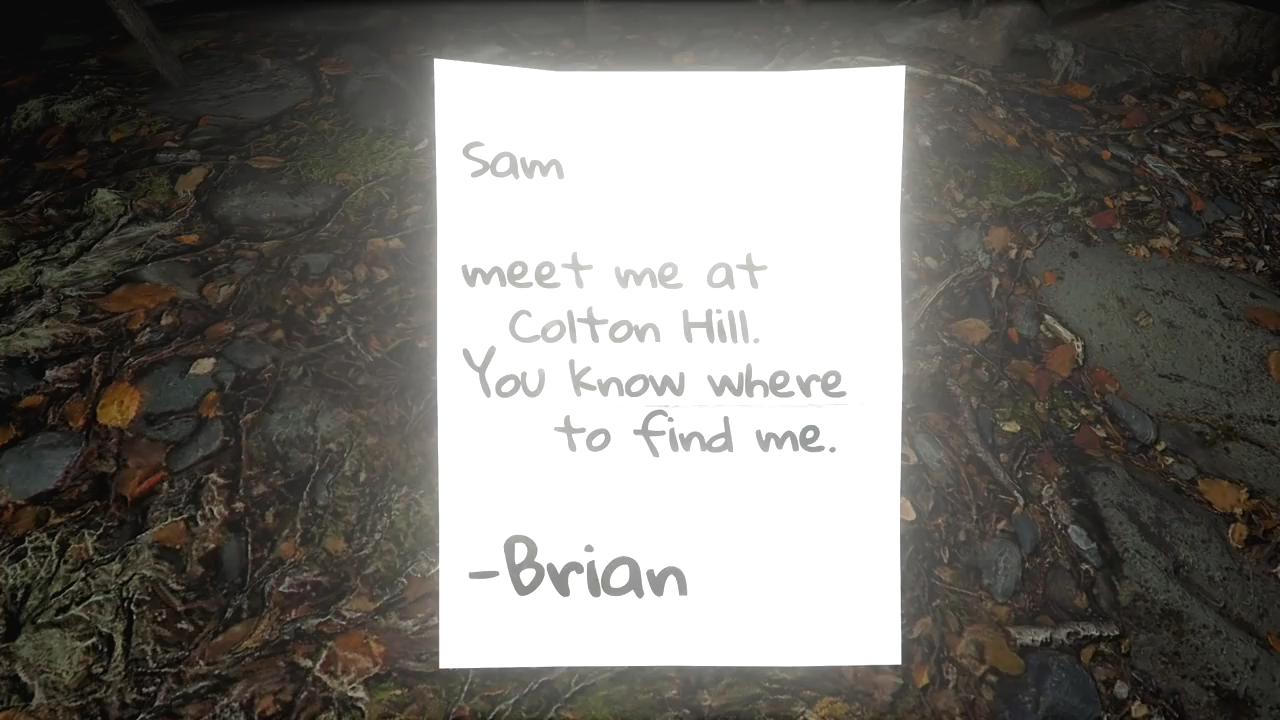 Sam
meet me at
Colton Hill.
You know where
to find me.
-Brian